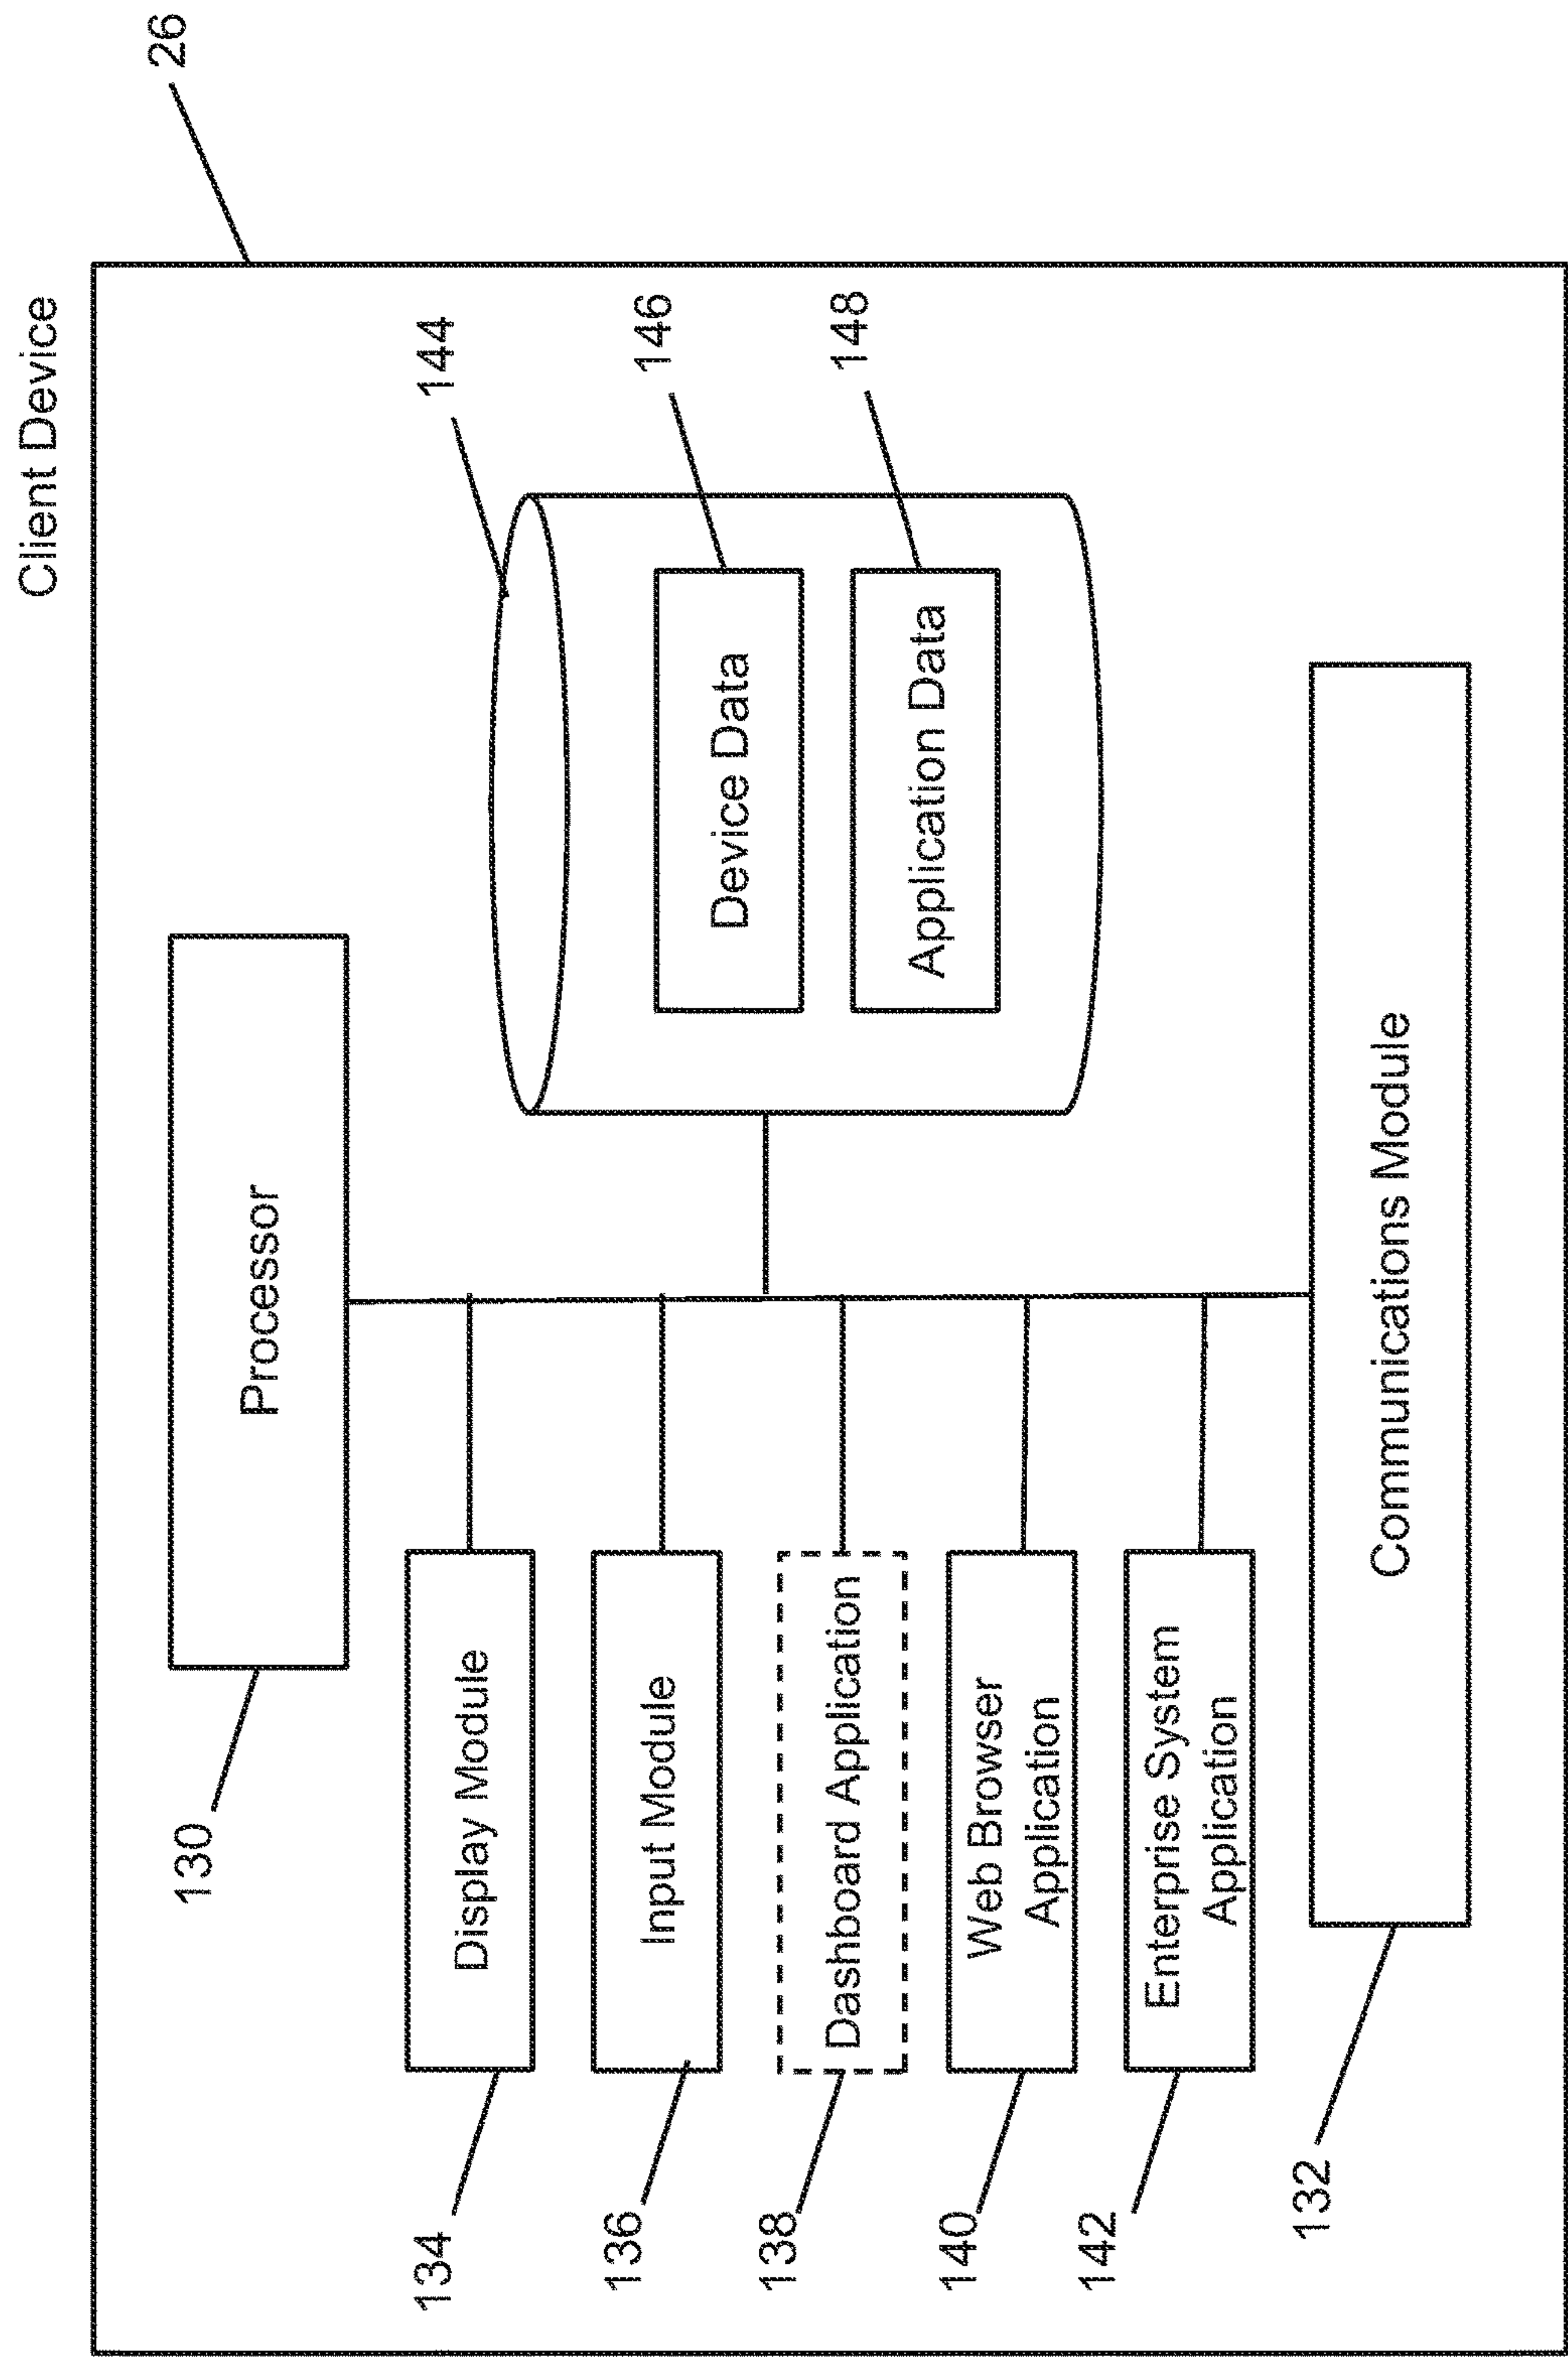 Client Device
26
Processor
130
144
Display Module
134
Device Data
146
Input Module
136
Application Data
148
Dashboard Application
138
Web Browser
Application
140
Enterprise System
Application
142
Communications Module
132